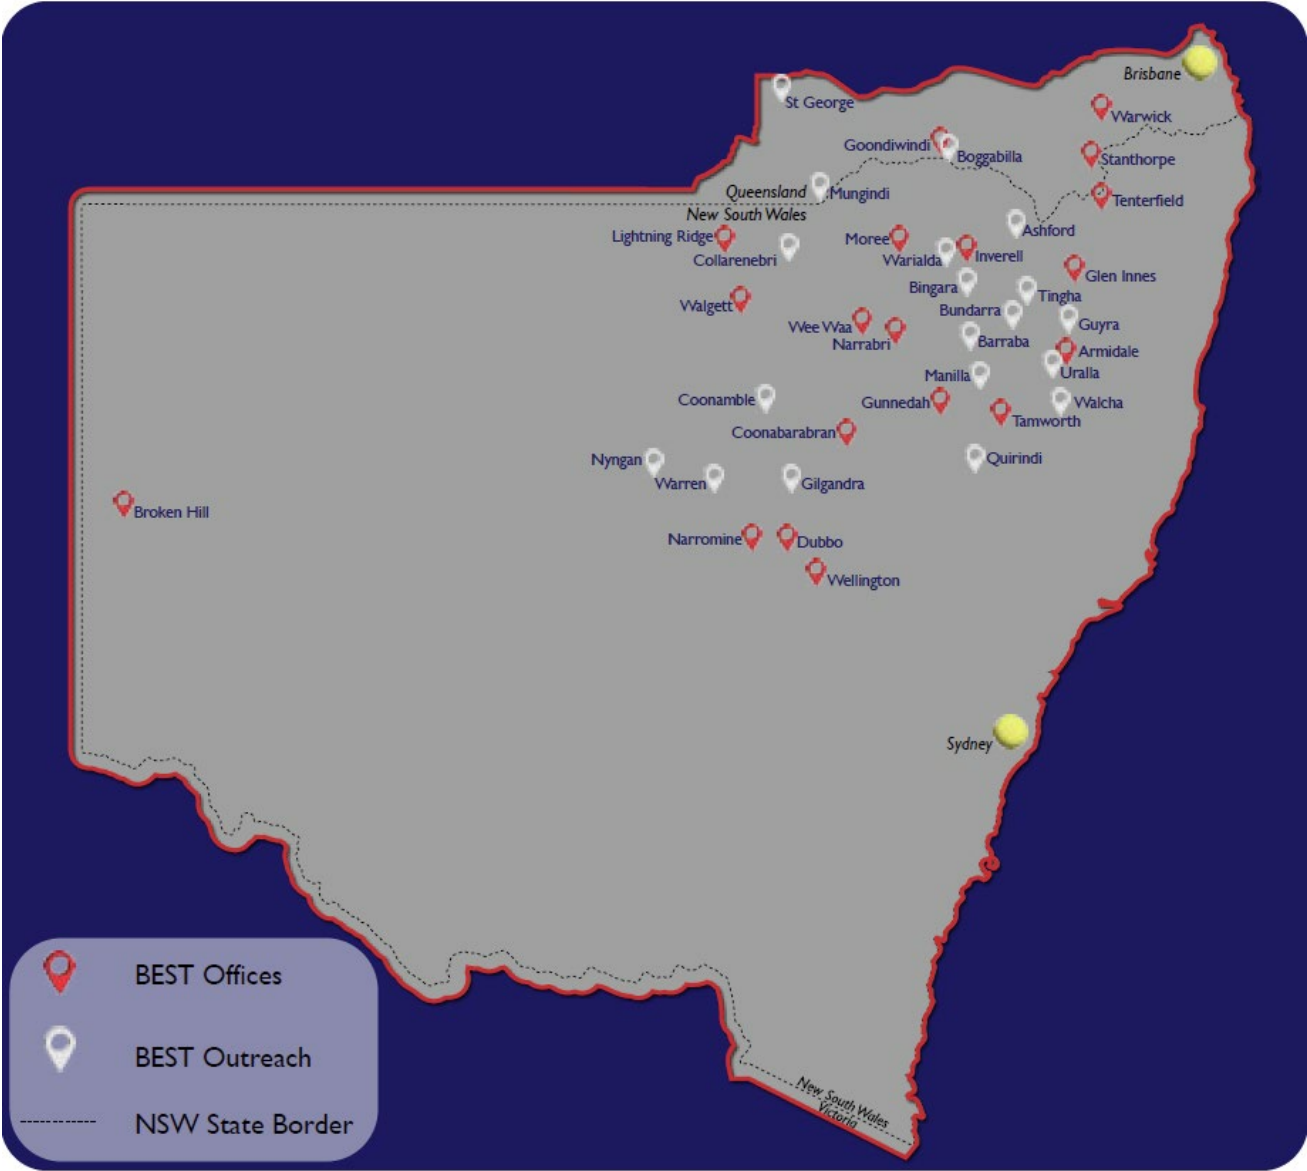 Brisbane
St George
Warwick
Goondiwindi
Boggabilla
Stanthorpe
Queensland
Mungindi
Tenterfield
New South Wales
Lightning Ridge
Moree
Ashford
Collarenebri
Warialda
Inverell
Glen Innes
Bingara
Tingha
Walgett
Bundarra
Wee Waa
Guyra
Narrabri
Barraba
Armidale
Manilla
Uralla
Coonamble
Gunnedah
Walcha
Tamworth
Coonabarabran
Nyngan
Quirindi
Warren
Gilgandra
Broken Hill
Narromine
Dubbo
Wellington
Sydney
BEST Offices
BEST Outreach
NSW State Border
New South Wales
Victoria